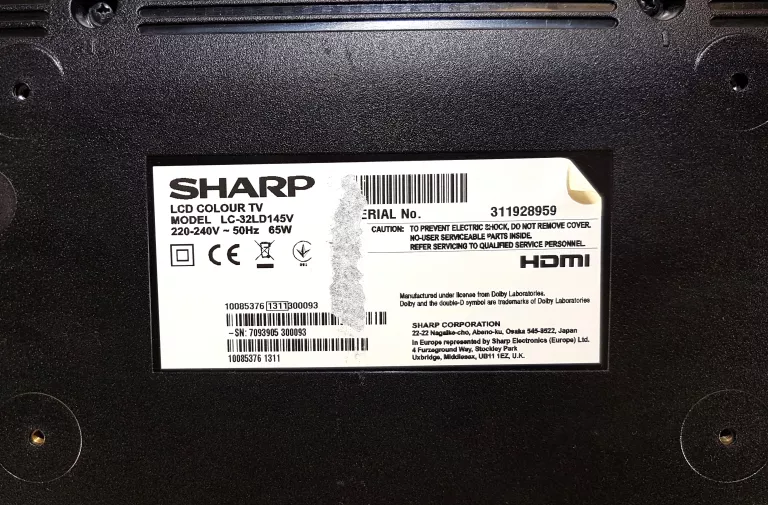 SHARP
LCD COLOUR TV
MODEL LC-32LD145V
220-240V ~ 50Hz 65W
CE
ERIAL No. 311928959
CAUTION: TO PREVENT ELECTRIC SHOCK, DO NOT REMOVE COVER.
NO-USER SERVICEABLE PARTS INSIDE.
REFER SERVICING TO QUALIFIED SERVICE PERSONNEL.
HDMI
10085376 1311 300093
-SN: 7093905 300093
10085376 1311
Manufactured under license from Dolby Laboratories.
Dolby and the double-D symbol are trademarks of Dolby Laboratories
SHARP CORPORATION
22-22 Nagaike-cho, Abeno-ku, Osaka 545-8522, Japan
In Europe represented by Sharp Electronics (Europe) Ltd.
4 Furzeground Way, Stockley Park
Uxbridge, Middlesex, UB11 1EZ, U.K.